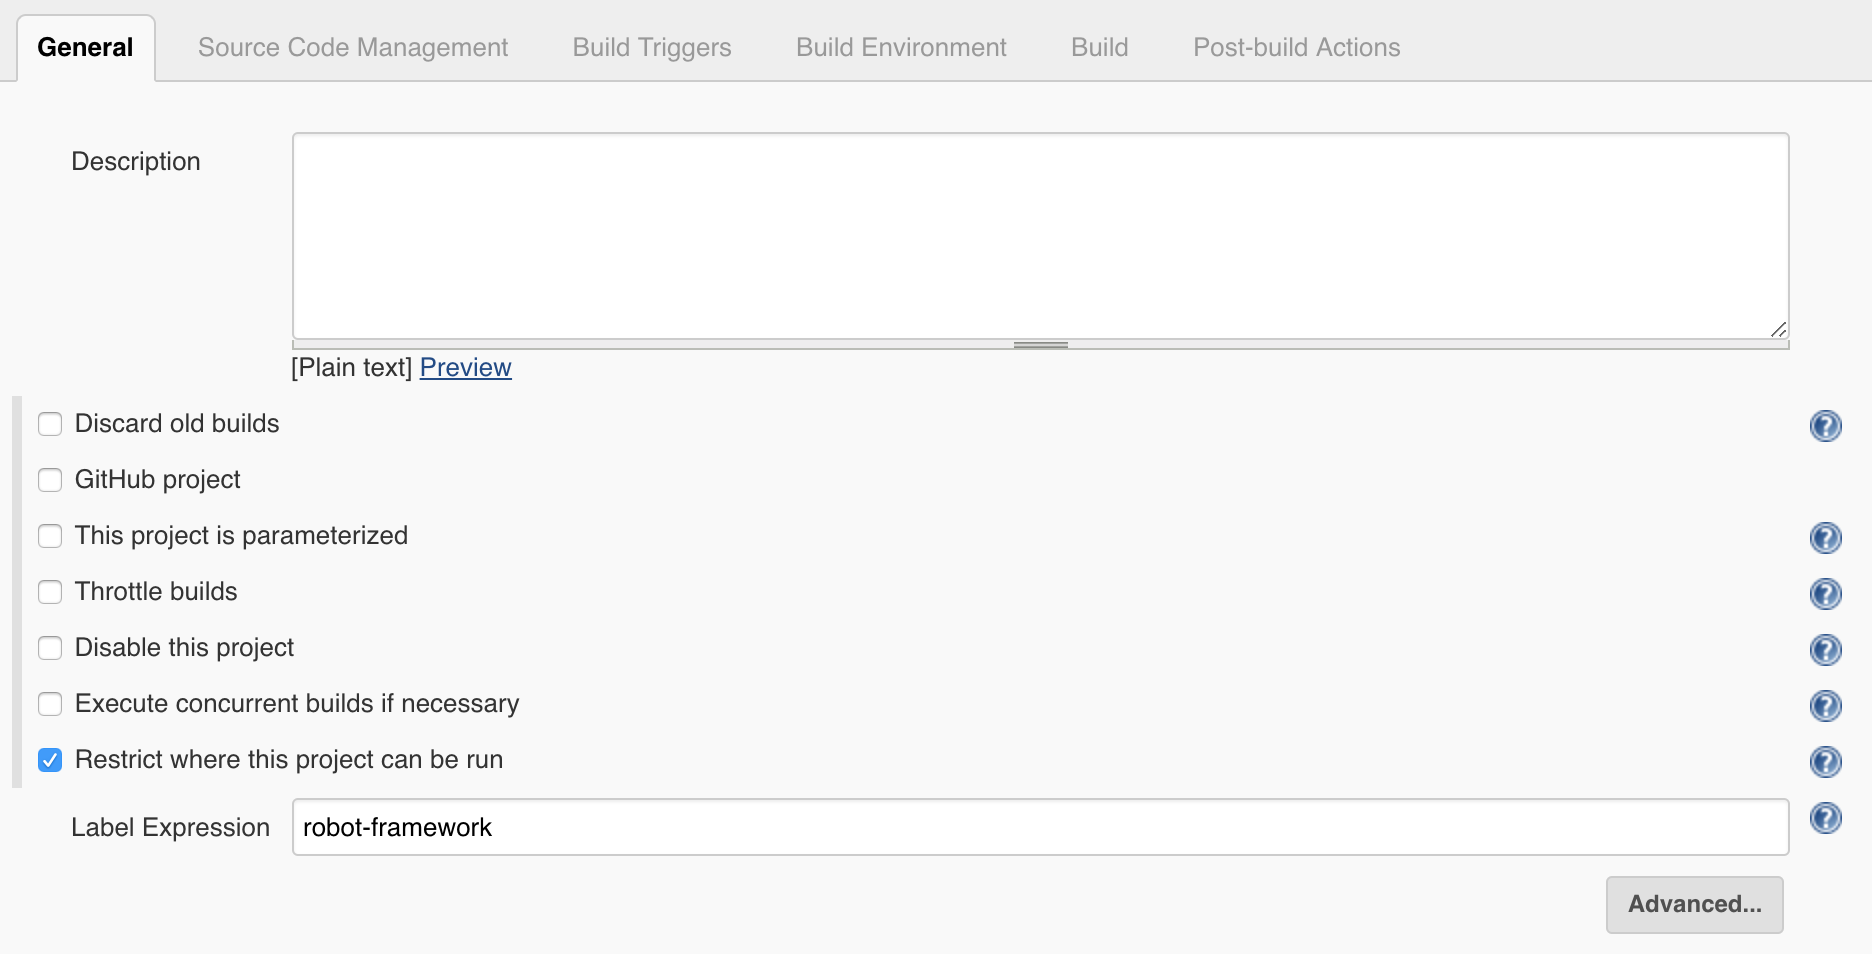 General Source Code Management Build Triggers Build Environment Build Post-build Actions
Description
[Plain text] Preview
Discard old builds ?
GitHub project
This project is parameterized ?
Throttle builds ?
Disable this project ?
Execute concurrent builds if necessary ?
Restrict where this project can be run ?
Label Expression robot-framework ?
Advanced...